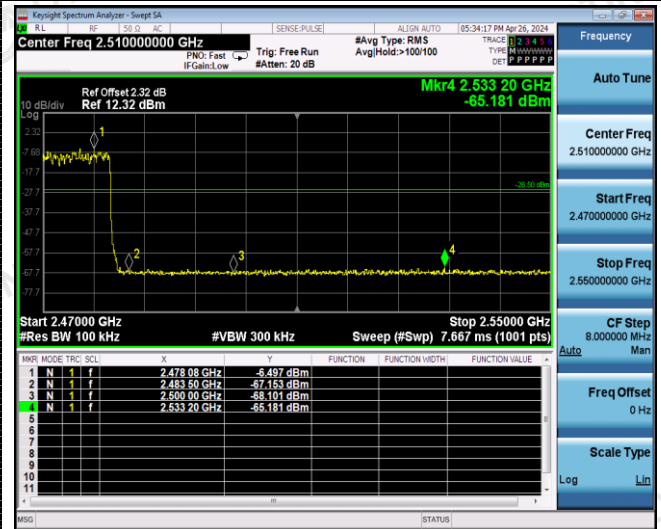 Keysight Spectrum Analyzer - Swept SA
RL RF 50 Ω AC SENSE:PULSE ALIGN AUTO 05:34:17 PM Apr 26, 2024
Center Freq 2.510000000 GHz
PNO: Fast
IFGain:Low
Trig: Free Run
#Atten: 20 dB
#Avg Type: RMS
Avg|Hold:>100/100
TRACE 1 2 3 4 5 6
TYPE M WWWWW
DET P P P P P P
Frequency
Mkr4 2.533 20 GHz
-65.181 dBm
Ref Offset 2.32 dB
10 dB/div Ref 12.32 dBm
Log
2.32
-7.68
-17.7
-27.7
-37.7
-47.7
-57.7
-67.7
-77.7
1
2
3
4
-26.50 dBm
Start 2.47000 GHz Stop 2.55000 GHz
#Res BW 100 kHz #VBW 300 kHz Sweep (#Swp) 7.667 ms (1001 pts)
MKR MODE TRC SCL X Y FUNCTION FUNCTION WIDTH FUNCTION VALUE
1 N 1 f 2.478 08 GHz -6.497 dBm
2 N 1 f 2.483 50 GHz -67.153 dBm
3 N 1 f 2.500 00 GHz -68.101 dBm
4 N 1 f 2.533 20 GHz -65.181 dBm
5
6
7
8
9
10
11
MSG STATUS
Auto Tune
Center Freq
2.510000000 GHz
Start Freq
2.470000000 GHz
Stop Freq
2.550000000 GHz
CF Step
8.000000 MHz
Auto Man
Freq Offset
0 Hz
Scale Type
Log Lin